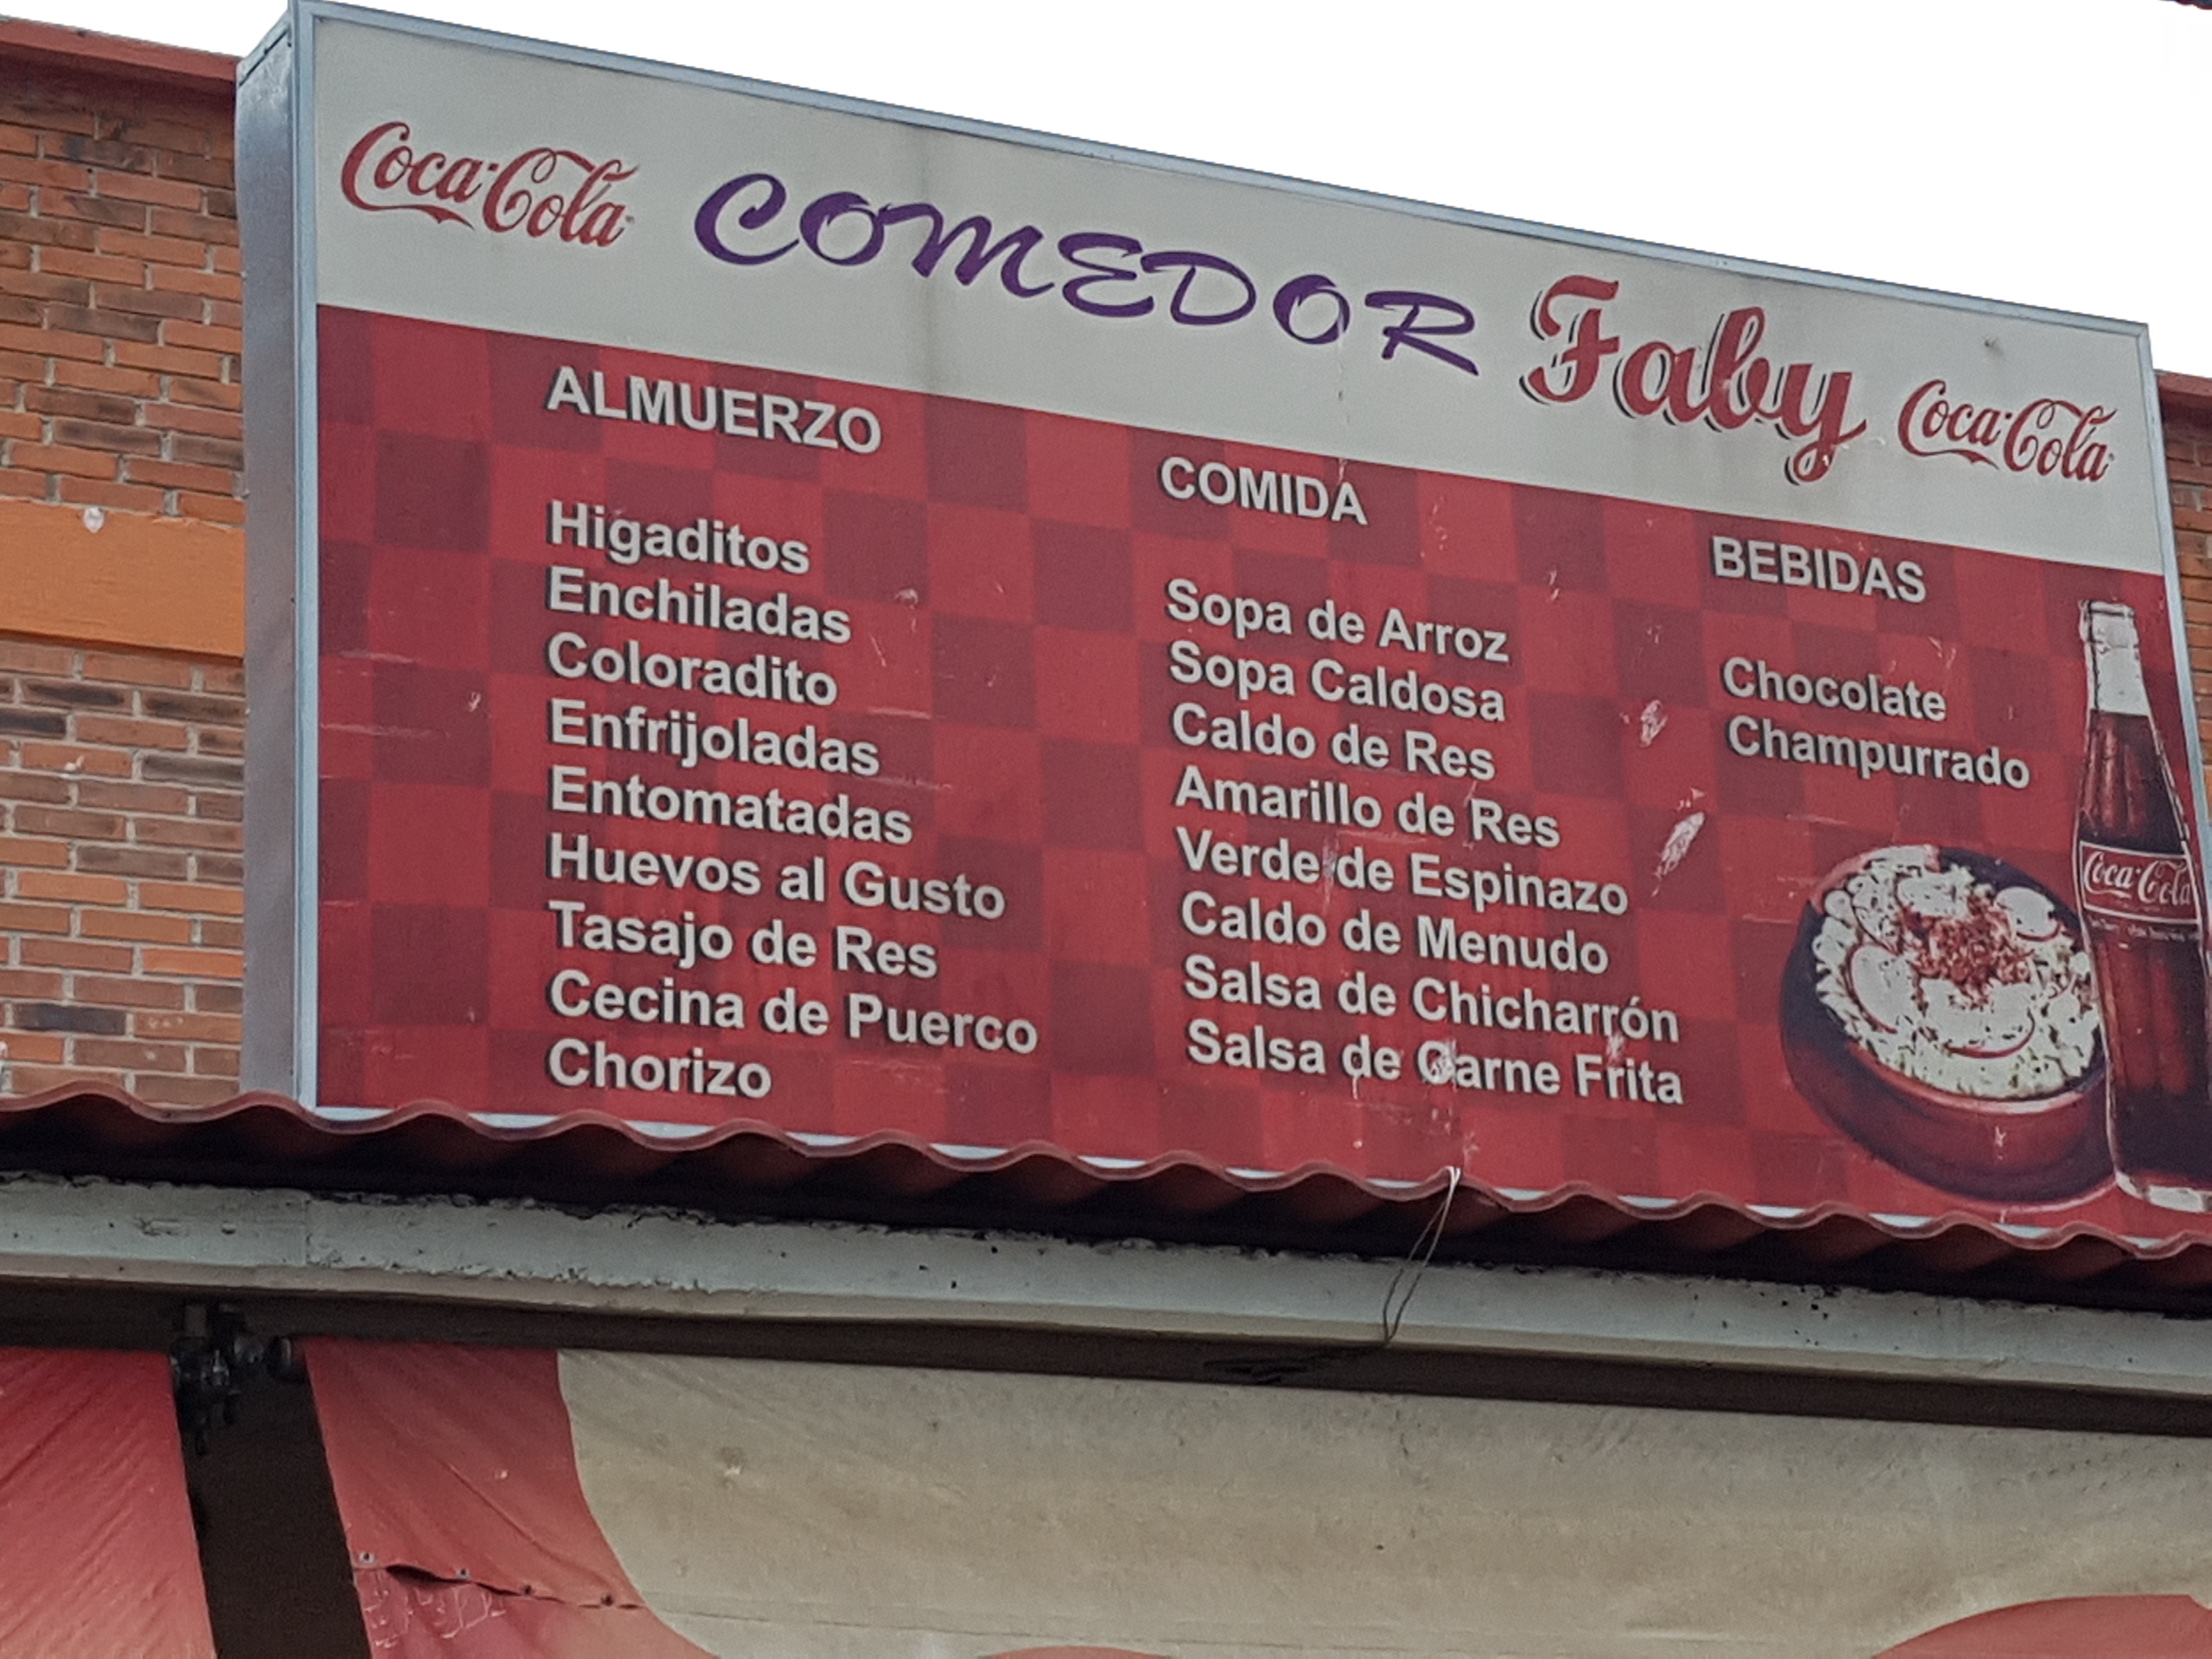 Coca-Cola COMEDOR Faby Coca-Cola
ALMUERZO
Higaditos
Enchiladas
Coloradito
Enfrijoladas
Entomatadas
Huevos al Gusto
Tasajo de Res
Cecina de Puerco
Chorizo
COMIDA
Sopa de Arroz
Sopa Caldosa
Caldo de Res
Amarillo de Res
Verde de Espinazo
Caldo de Menudo
Salsa de Chicharrón
Salsa de Carne Frita
BEBIDAS
Chocolate
Champurrado
Coca-Cola